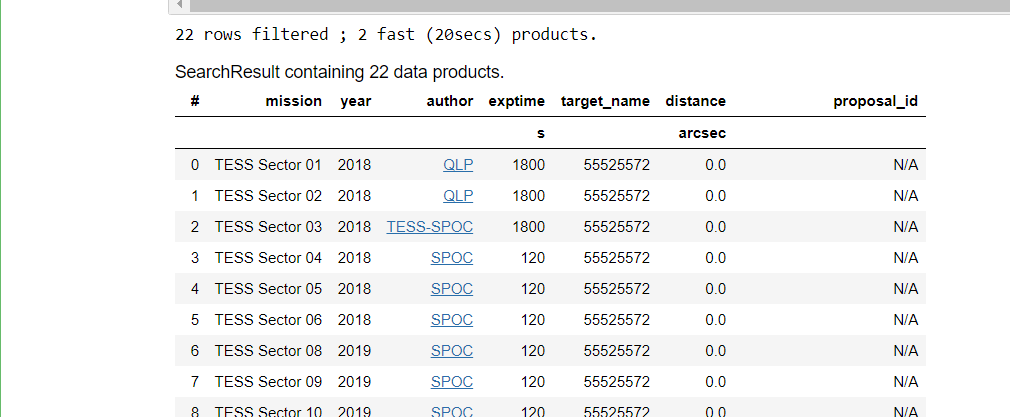 22 rows filtered ; 2 fast (20secs) products.
SearchResult containing 22 data products.
# mission year author exptime target_name distance proposal_id
s arcsec
0 TESS Sector 01 2018 QLP 1800 55525572 0.0 N/A
1 TESS Sector 02 2018 QLP 1800 55525572 0.0 N/A
2 TESS Sector 03 2018 TESS-SPOC 1800 55525572 0.0 N/A
3 TESS Sector 04 2018 SPOC 120 55525572 0.0 N/A
4 TESS Sector 05 2018 SPOC 120 55525572 0.0 N/A
5 TESS Sector 06 2018 SPOC 120 55525572 0.0 N/A
6 TESS Sector 08 2019 SPOC 120 55525572 0.0 N/A
7 TESS Sector 09 2019 SPOC 120 55525572 0.0 N/A
8 TESS Sector 10 2019 SPOC 120 55525572 0.0 N/A